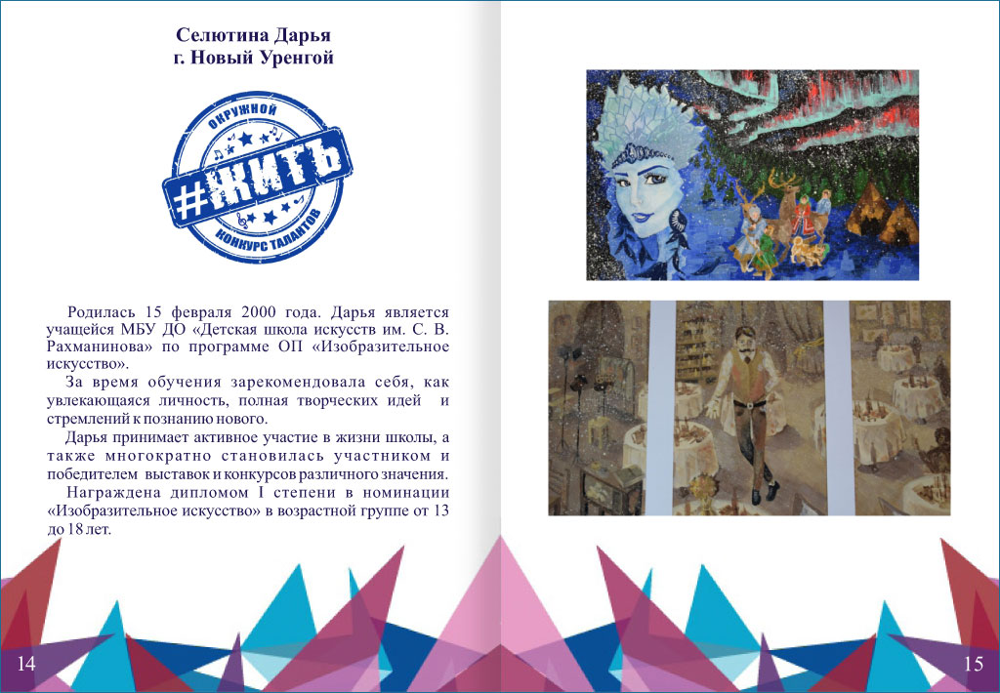 Селютина Дарья
г. Новый Уренгой
ОКРУЖНОЙ
#ЖИТЬ
КОНКУРС ТАЛАНТОВ
Родилась 15 февраля 2000 года. Дарья является
учащейся МБУ ДО «Детская школа искусств им. С. В.
Рахманинова» по программе ОП «Изобразительное
искусство».
За время обучения зарекомендовала себя, как
увлекающаяся личность, полная творческих идей и
стремлений к познанию нового.
Дарья принимает активное участие в жизни школы, а
также многократно становилась участником и
победителем выставок и конкурсов различного значения.
Награждена дипломом I степени в номинации
«Изобразительное искусство» в возрастной группе от 13
до 18 лет.
14
15